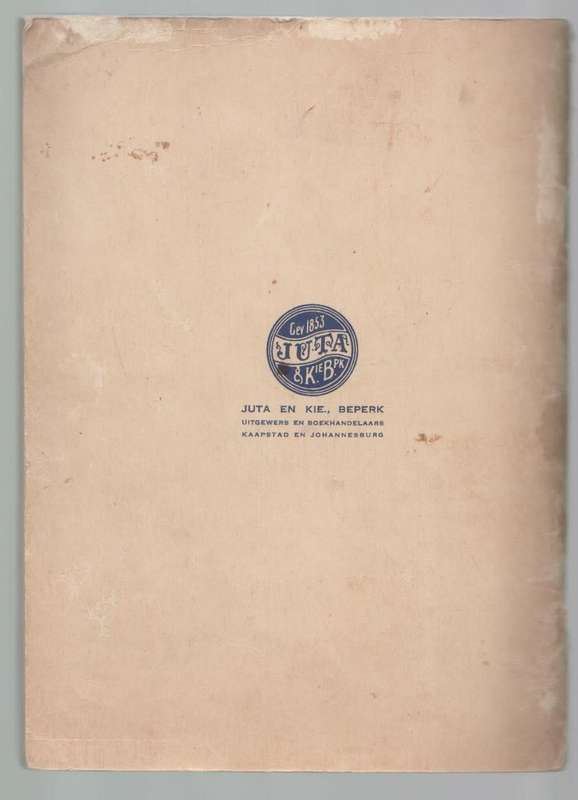 Gev 1853
JUTA
& KIE BPK
JUTA EN KIE., BEPERK
UITGEWERS EN BOEKHANDELAARS
KAAPSTAD EN JOHANNESBURG